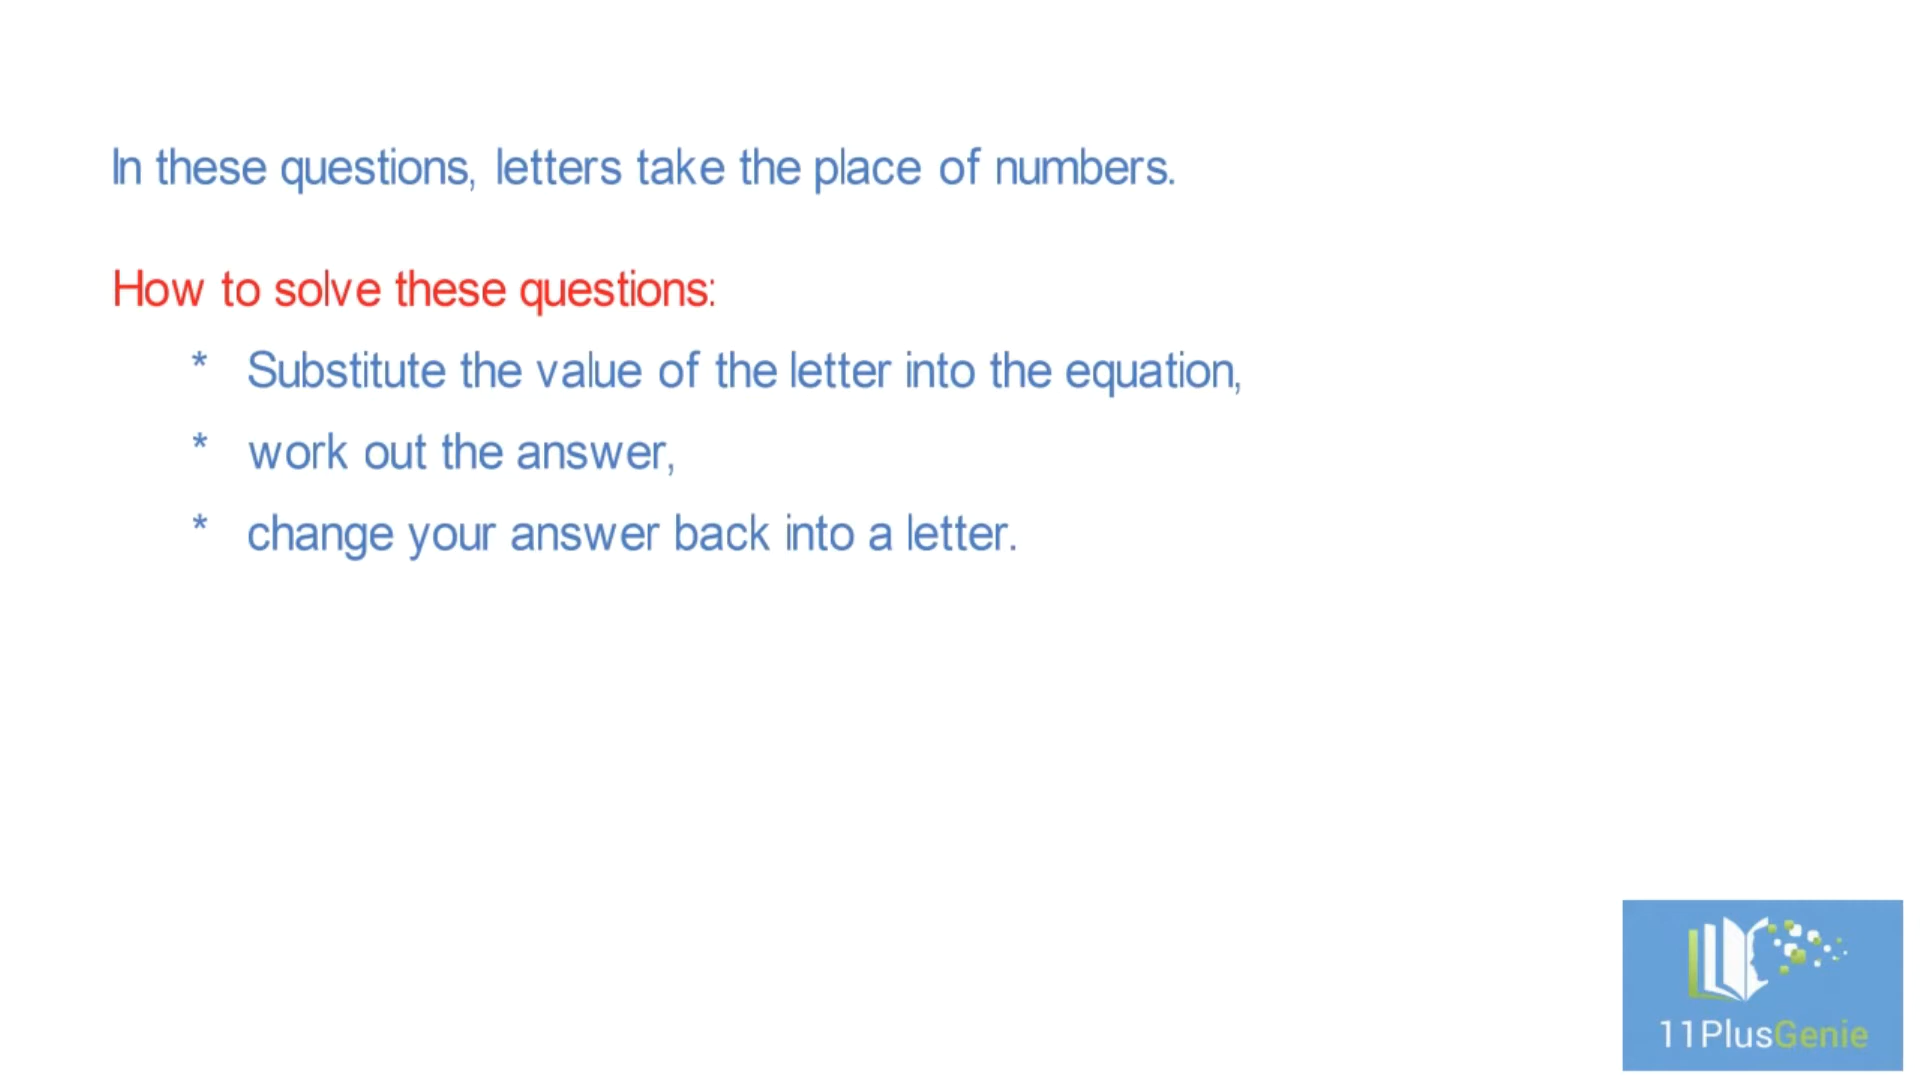 In these questions, letters take the place of numbers.
How to solve these questions:
* Substitute the value of the letter into the equation,
* work out the answer,
* change your answer back into a letter.
11PlusGenie